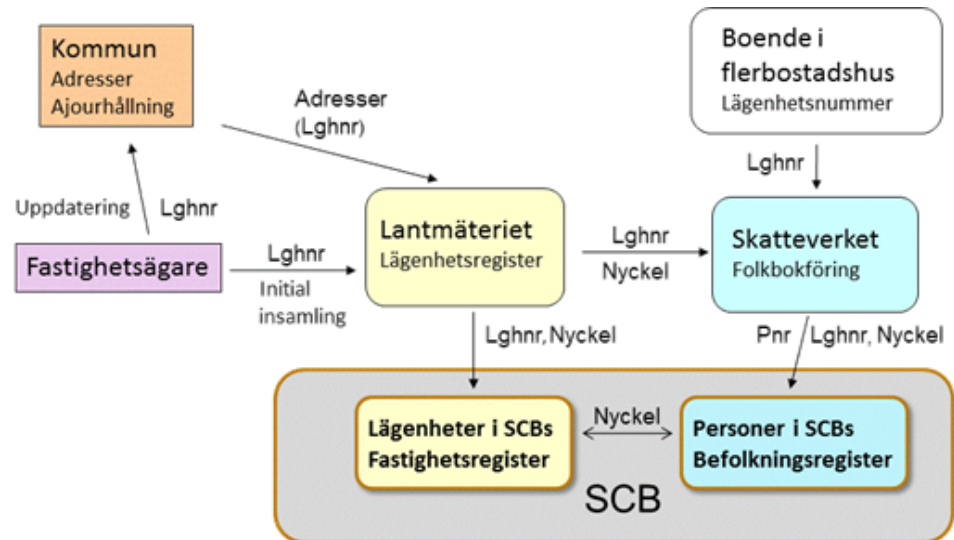 Kommun
Adresser
Ajourhållning
Boende i
flerbostadshus
Lägenhetsnummer
Adresser
(Lghnr)
Lghnr
Uppdatering
Lghnr
Fastighetsägare
Lghnr
Initial
insamling
Lantmäteriet
Lägenhetsregister
Lghnr
Nyckel
Skatteverket
Folkbokföring
Lghnr, Nyckel
Pnr
Lghnr, Nyckel
Lägenheter i SCBs
Fastighetsregister
Nyckel
Personer i SCBs
Befolkningsregister
SCB